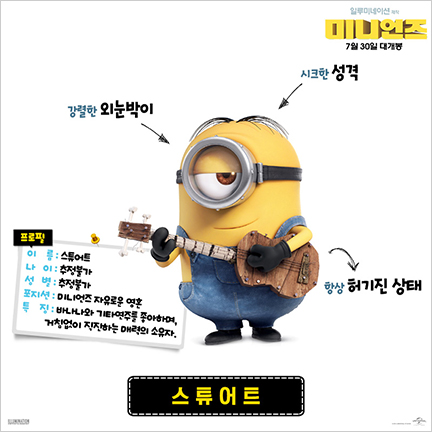 일루미네이션 제작
미니언즈
7월 30일 대개봉
시크한 성격
강렬한 외눈박이
프로필
이 름 : 스튜어트
나 이 : 추정불가
성 별 : 추정불가
포지션 : 미니언즈 자유로운 영혼
특 징 : 바나나와 기타연주를 좋아하며,
거침없이 진진하는 매력의 소유자.
항상 허기진 상태
스튜어트
ILLUMINATION